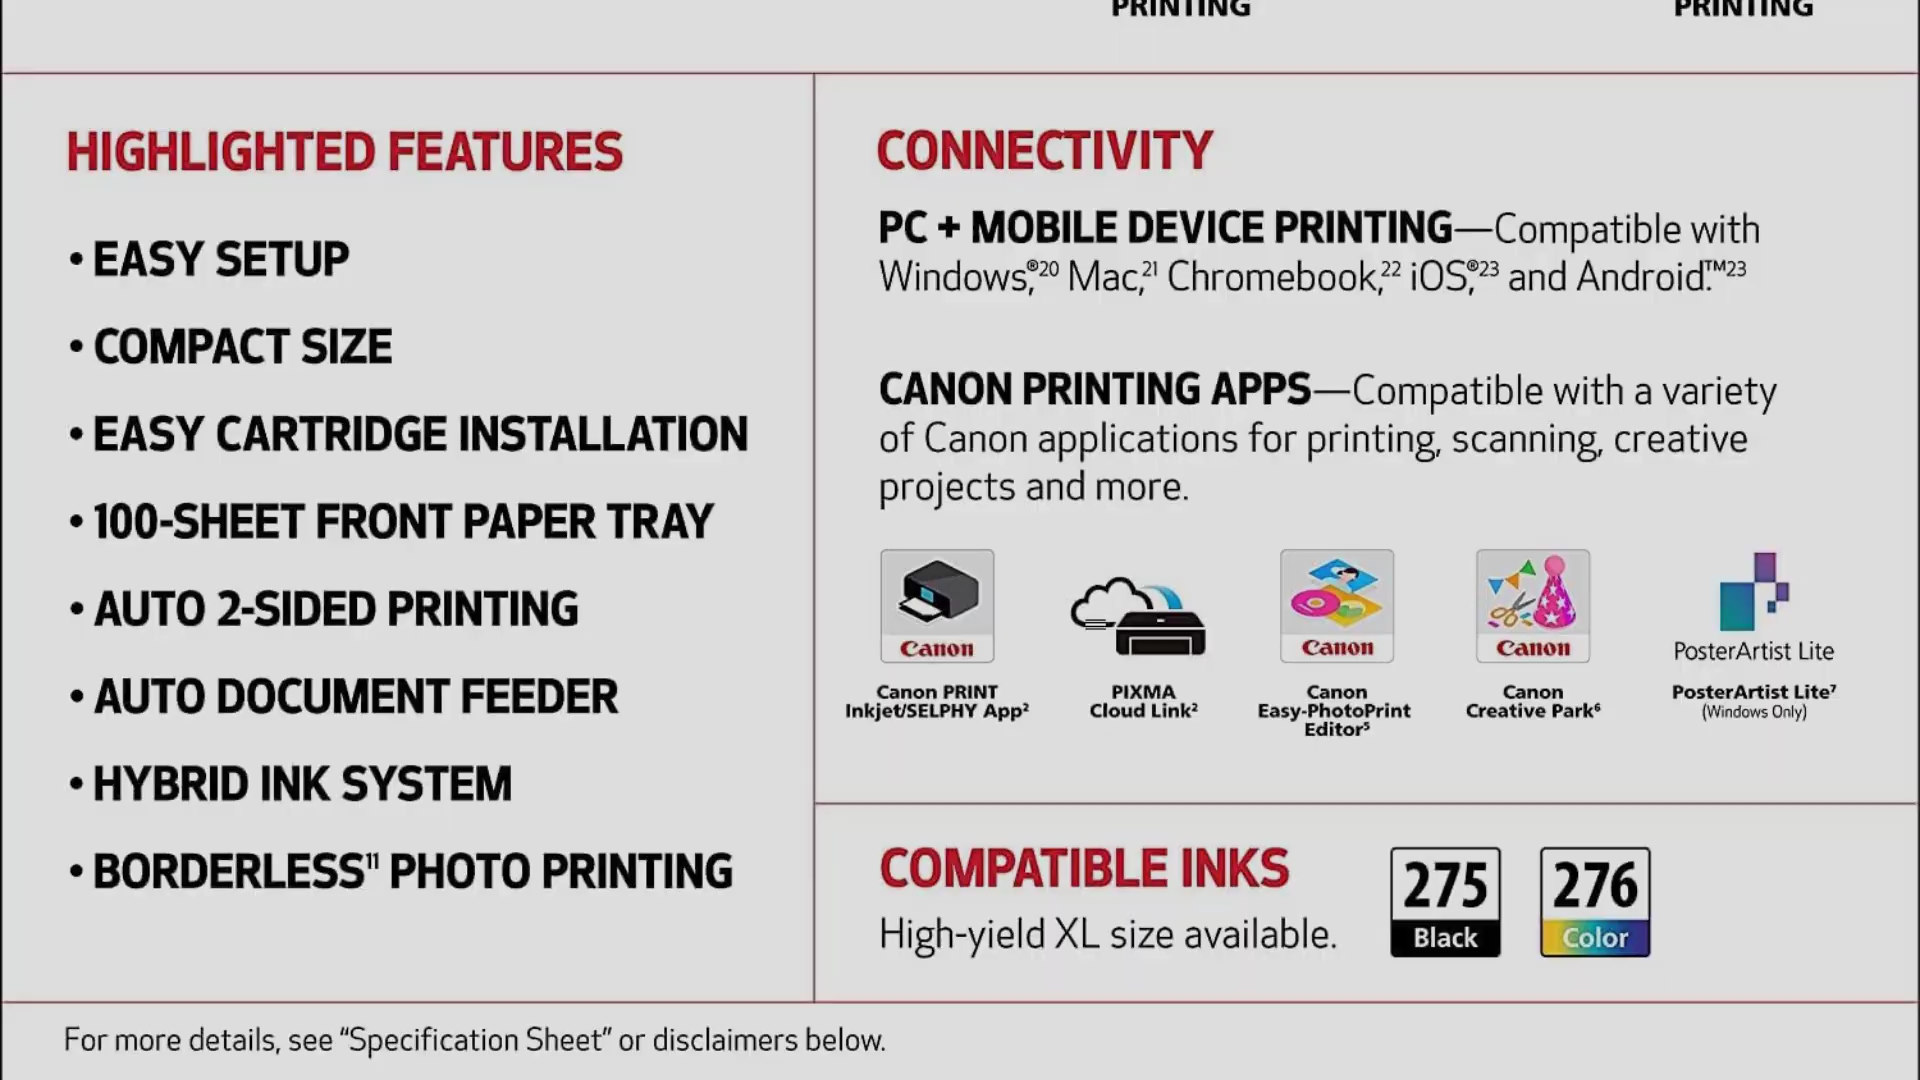 PRINTING
PRINTING
HIGHLIGHTED FEATURES
• EASY SETUP
• COMPACT SIZE
• EASY CARTRIDGE INSTALLATION
• 100-SHEET FRONT PAPER TRAY
• AUTO 2-SIDED PRINTING
• AUTO DOCUMENT FEEDER
• HYBRID INK SYSTEM
• BORDERLESS¹¹ PHOTO PRINTING
CONNECTIVITY
PC + MOBILE DEVICE PRINTING—Compatible with
Windows,®²⁰ Mac,²¹ Chromebook,²² iOS,®²³ and Android.™²³
CANON PRINTING APPS—Compatible with a variety
of Canon applications for printing, scanning, creative
projects and more.
Canon
Canon PRINT
Inkjet/SELPHY App²
PIXMA
Cloud Link²
Canon
Canon
Easy-PhotoPrint
Editor⁵
Canon
Canon
Creative Park⁶
PosterArtist Lite
PosterArtist Lite⁷
(Windows Only)
COMPATIBLE INKS
High-yield XL size available.
275
Black
276
Color
For more details, see “Specification Sheet” or disclaimers below.